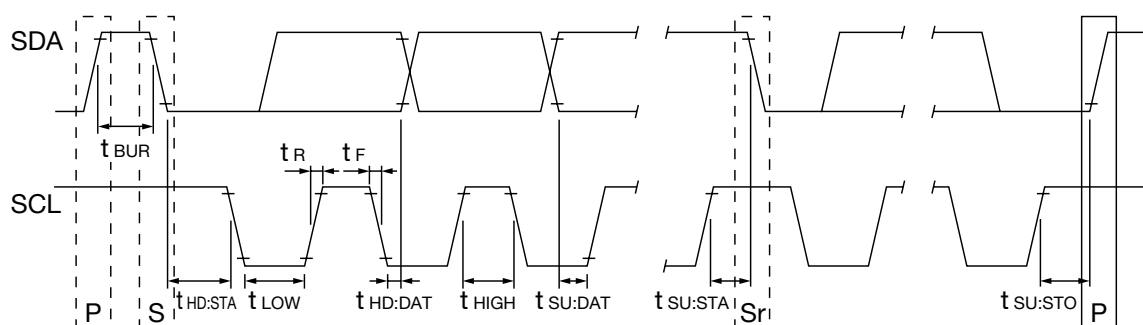 SDA
t BUR
t R
t F
SCL
t HD:STA
t LOW
t HD:DAT
t HIGH
t SU:DAT
t SU:STA
t SU:STO
P
S
Sr
P